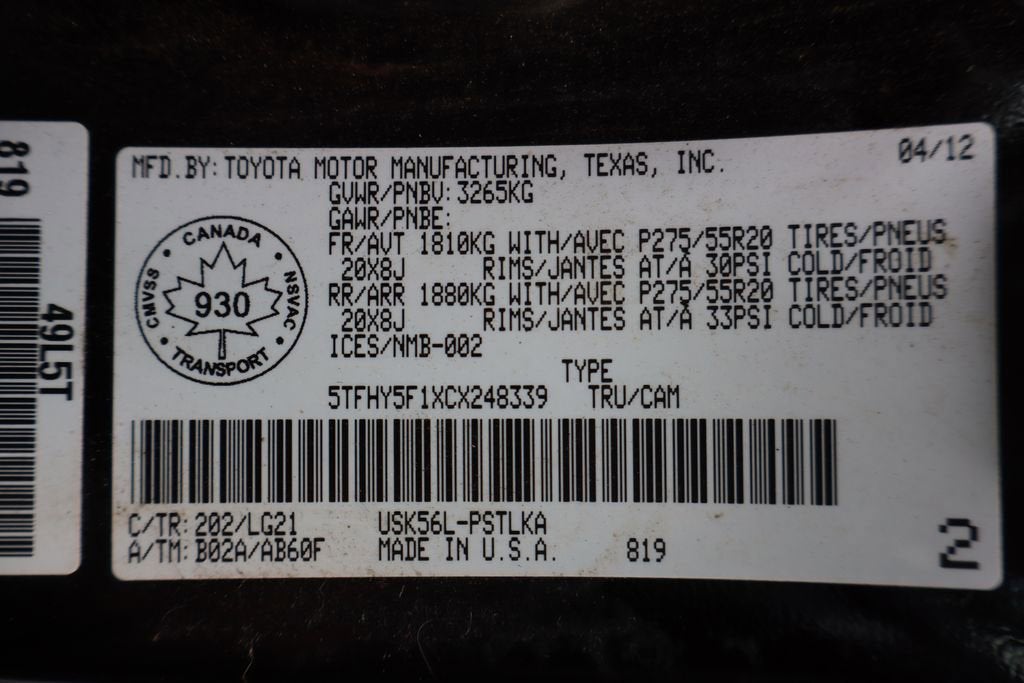 819
49L5T
04/12
MFD.BY: TOYOTA MOTOR MANUFACTURING, TEXAS, INC.
GVWR/PNBV: 3265KG
GAWR/PNBE:
FR/AVT 1810KG WITH/AVEC P275/55R20 TIRES/PNEUS
20X8J RIMS/JANTES AT/A 30PSI COLD/FROID
RR/ARR 1880KG WITH/AVEC P275/55R20 TIRES/PNEUS
20X8J RIMS/JANTES AT/A 33PSI COLD/FROID
ICES/NMB-002
CANADA
CMVSS
930
NSVAC
TRANSPORT
TYPE
5TFHY5F1XCX248339 TRU/CAM
C/TR: 202/LG21 USK56L-PSTLKA
A/TM: B02A/AB60F MADE IN U.S.A. 819
2